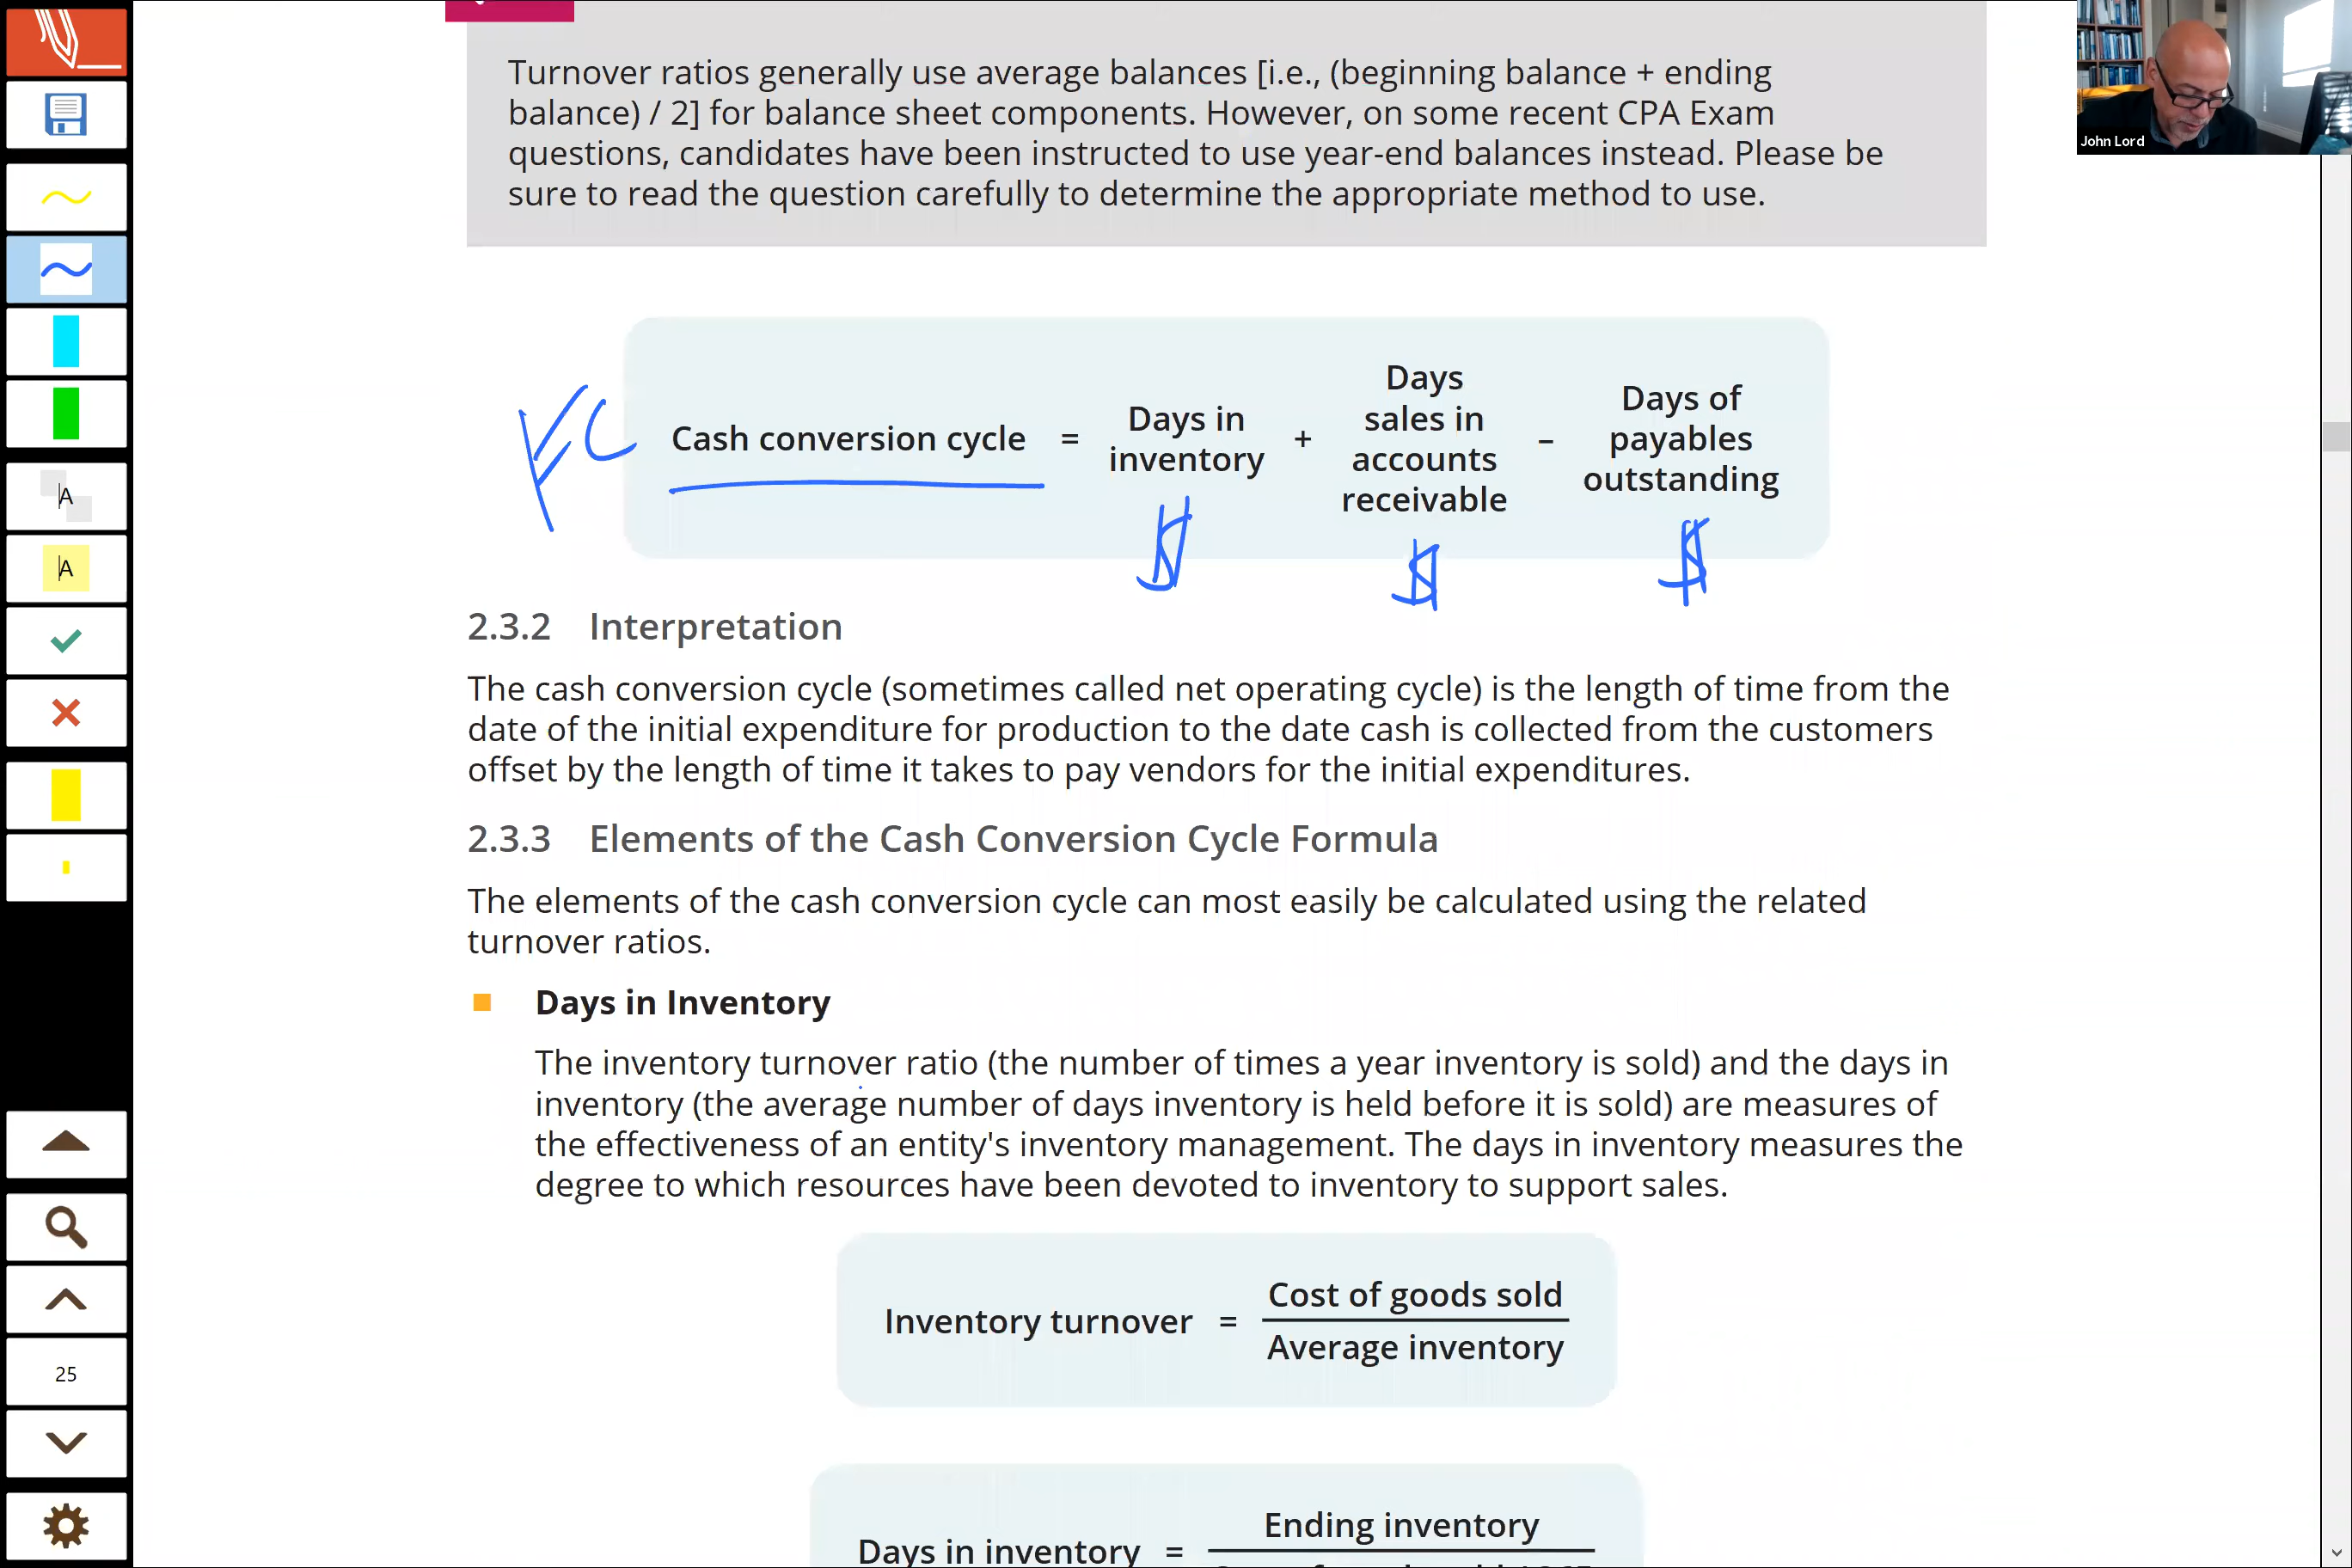 Turnover ratios generally use average balances [i.e., (beginning balance + ending
balance) / 2] for balance sheet components. However, on some recent CPA Exam
questions, candidates have been instructed to use year-end balances instead. Please be
sure to read the question carefully to determine the appropriate method to use.
John Lord
Cash conversion cycle = Days in inventory + Days sales in accounts receivable – Days of payables outstanding
$ $ $
2.3.2 Interpretation
The cash conversion cycle (sometimes called net operating cycle) is the length of time from the
date of the initial expenditure for production to the date cash is collected from the customers
offset by the length of time it takes to pay vendors for the initial expenditures.
2.3.3 Elements of the Cash Conversion Cycle Formula
The elements of the cash conversion cycle can most easily be calculated using the related
turnover ratios.
Days in Inventory
The inventory turnover ratio (the number of times a year inventory is sold) and the days in
inventory (the average number of days inventory is held before it is sold) are measures of
the effectiveness of an entity's inventory management. The days in inventory measures the
degree to which resources have been devoted to inventory to support sales.
Inventory turnover = Cost of goods sold
Average inventory
Days in inventory = Ending inventory
A
A
25